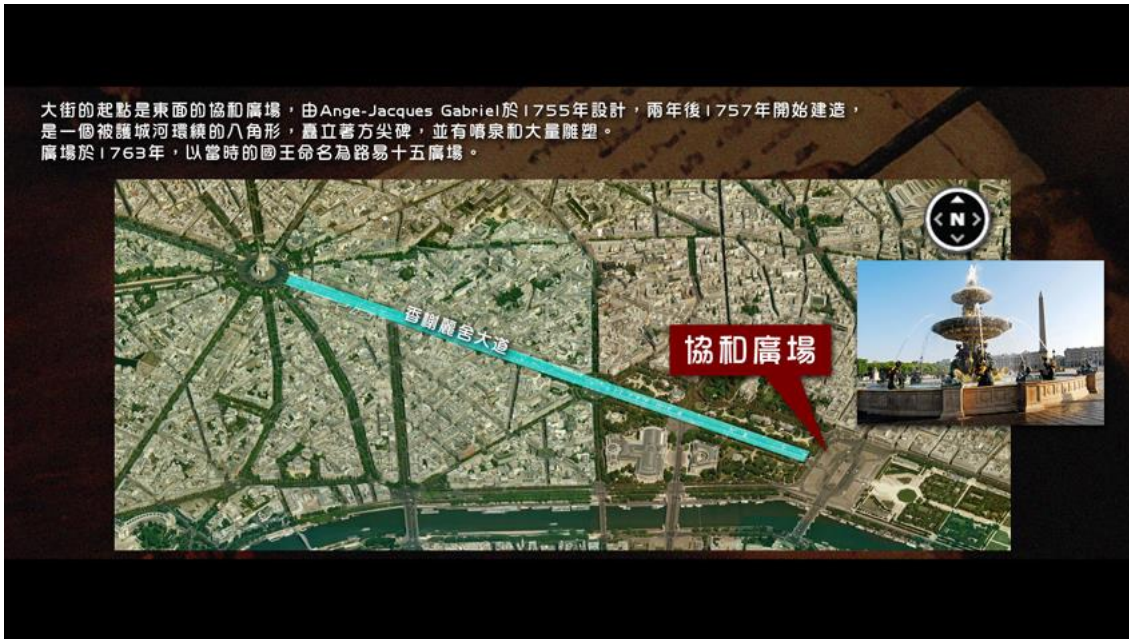 大街的起點是東面的協和廣場，由Ange-Jacques Gabriel於1755年設計，兩年後1757年開始建造，
是一個被護城河環繞的八角形，矗立著方尖碑，並有噴泉和大量雕塑。
廣場於1763年，以當時的國王命名為路易十五廣場。
N
香榭麗舍大道
協和廣場